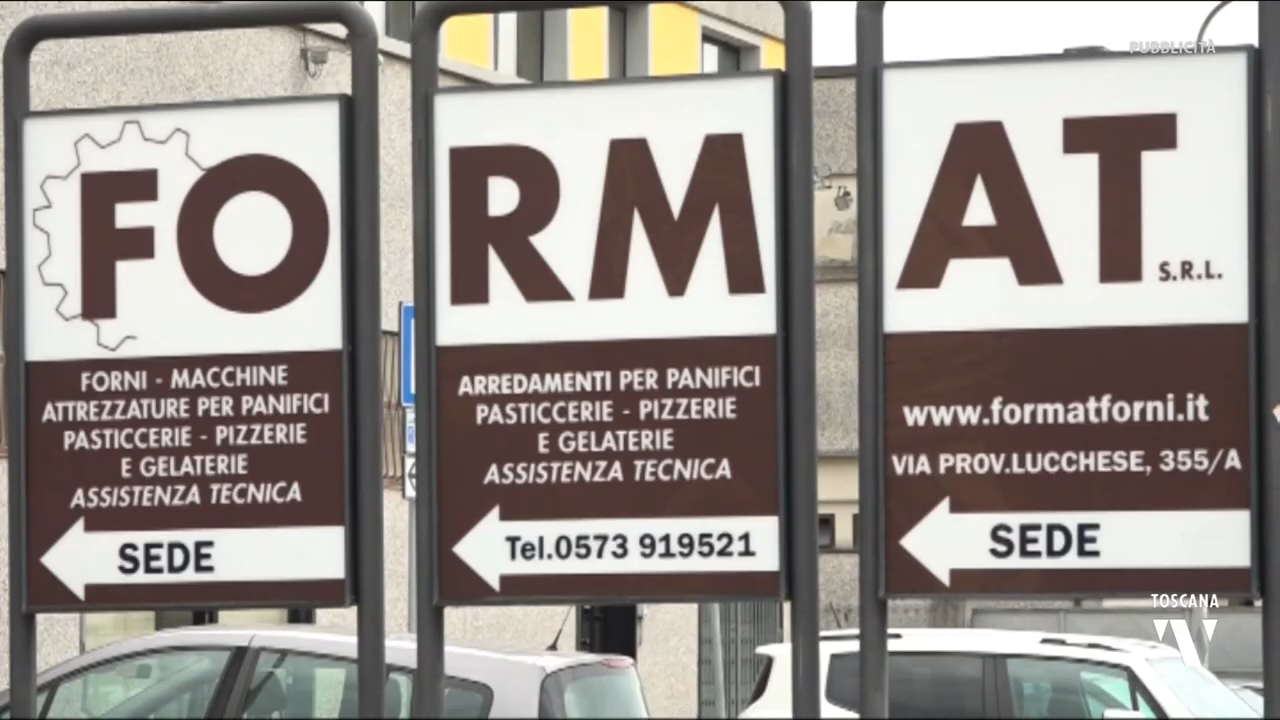 PUBBLICITÀ
FO
FORNI - MACCHINE
ATTREZZATURE PER PANIFICI
PASTICCERIE - PIZZERIE
E GELATERIE
ASSISTENZA TECNICA
SEDE
RM
ARREDAMENTI PER PANIFICI
PASTICCERIE - PIZZERIE
E GELATERIE
ASSISTENZA TECNICA
Tel.0573 919521
AT
S.R.L.
www.formatforni.it
VIA PROV.LUCCHESE, 355/A
SEDE
TOSCANA
TV